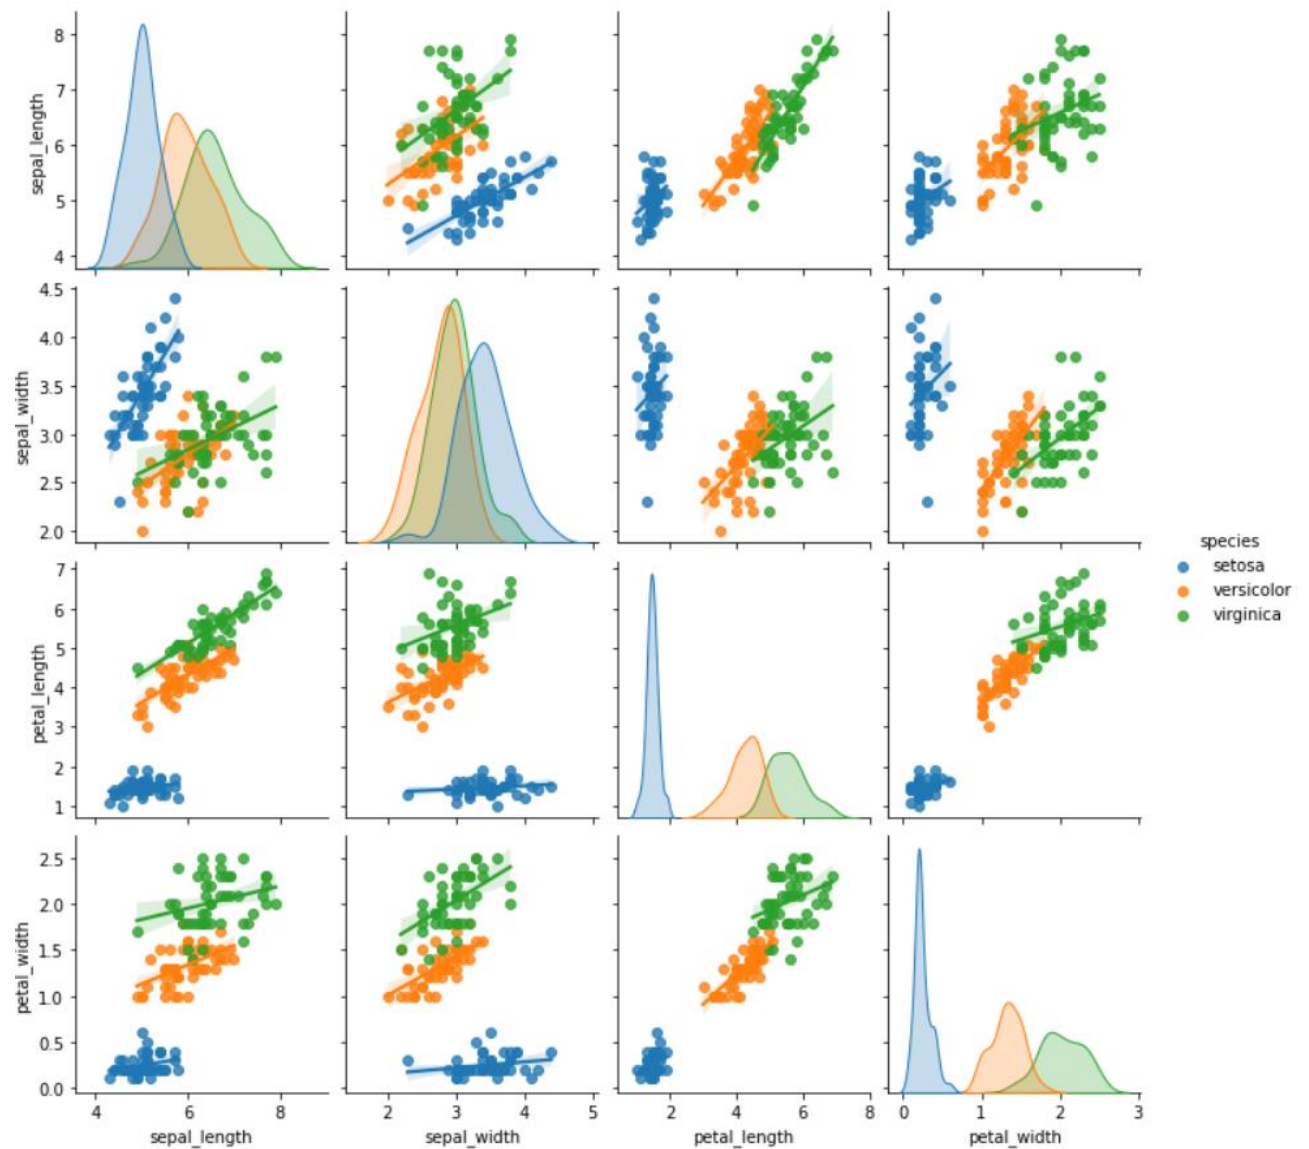 sepal_length
8
7
6
5
4
sepal_width
4.5
4.0
3.5
3.0
2.5
2.0
species
setosa
versicolor
virginica
petal_length
7
6
5
4
3
2
1
petal_width
2.5
2.0
1.5
1.0
0.5
0.0
4 6 8
2 3 4 5
2 4 6 8
0 1 2 3
sepal_length
sepal_width
petal_length
petal_width